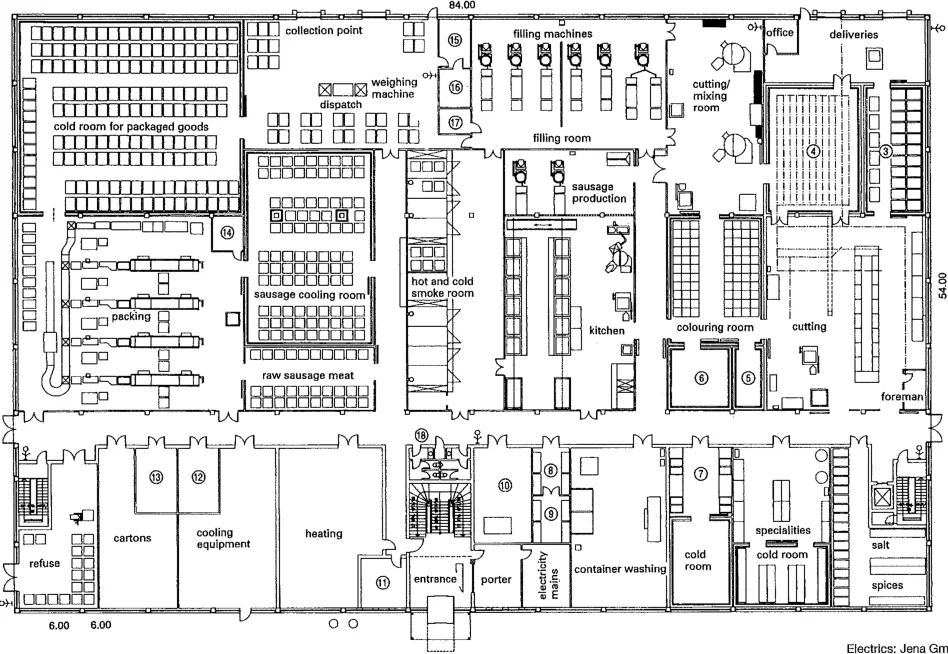 84.00
collection point
15
filling machines
office
deliveries
weighing
machine
dispatch
16
cutting/
mixing
room
cold room for packaged goods
17
filling room
4
3
sausage
production
14
sausage cooling room
hot and cold
smoke room
54.00
packing
kitchen
colouring room
cutting
raw sausage meat
6
5
foreman
18
13
12
10
8
7
9
cartons
cooling
equipment
heating
specialities
salt
refuse
11
entrance
porter
electricity
mains
container washing
cold
room
cold room
spices
6.00
6.00
Electrics: Jena Gm